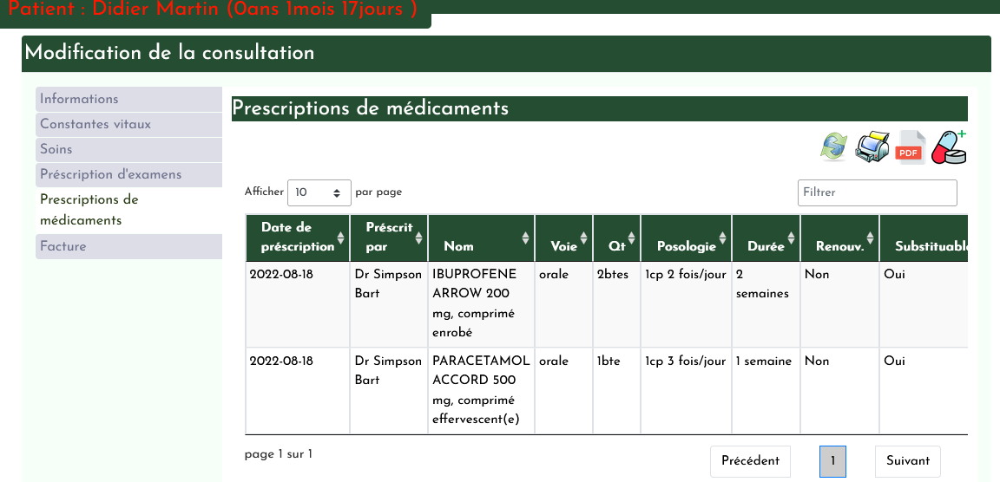 Patient : Didier Martin (0ans 1mois 17jours )
Modification de la consultation
Informations
Constantes vitaux
Soins
Préscription d'examens
Prescriptions de
médicaments
Facture
Prescriptions de médicaments
PDF
Afficher 10 par page
Filtrer
Date de préscription Préscrit par Nom Voie Qt Posologie Durée Renouv. Substituable
2022-08-18 Dr Simpson IBUPROFENE orale 2btes 1cp 2 fois/jour 2 Non Oui
Bart ARROW 200 semaines
mg, comprimé
enrobé
2022-08-18 Dr Simpson PARACETAMOL orale 1bte 1cp 3 fois/jour 1 semaine Non Oui
Bart ACCORD 500
mg, comprimé
effervescent(e)
page 1 sur 1
Précédent 1 Suivant